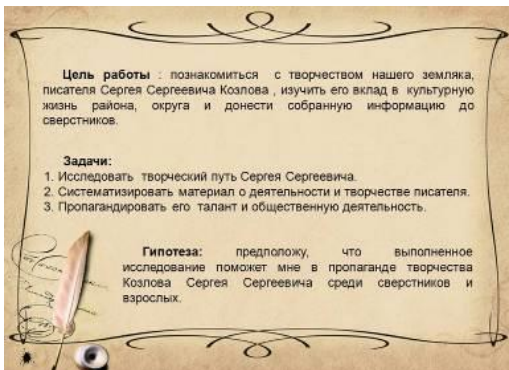 Цель работы : познакомиться с творчеством нашего земляка,
писателя Сергея Сергеевича Козлова , изучить его вклад в культурную
жизнь района, округа и донести собранную информацию до
сверстников.
Задачи:
1. Исследовать творческий путь Сергея Сергеевича.
2. Систематизировать материал о деятельности и творчестве писателя.
3. Пропагандировать его талант и общественную деятельность.
Гипотеза: предположу, что выполненное
исследование поможет мне в пропаганде творчества
Козлова Сергея Сергеевича среди сверстников и
взрослых.